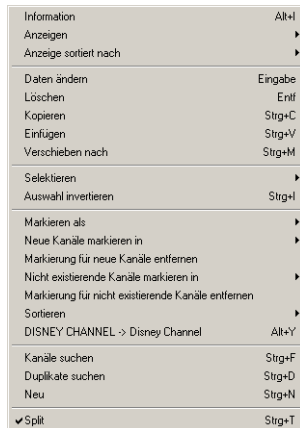 Information Alt+I
Anzeigen
Anzeige sortiert nach
Daten ändern Eingabe
Löschen Entf
Kopieren Strg+C
Einfügen Strg+V
Verschieben nach Strg+M
Selektieren
Auswahl invertieren Strg+I
Markieren als
Neue Kanäle markieren in
Markierung für neue Kanäle entfernen
Nicht existierende Kanäle markieren in
Markierung für nicht existierende Kanäle entfernen
Sortieren
DISNEY CHANNEL -> Disney Channel Alt+Y
Kanäle suchen Strg+F
Duplikate suchen Strg+D
Neu Strg+N
Split Strg+T